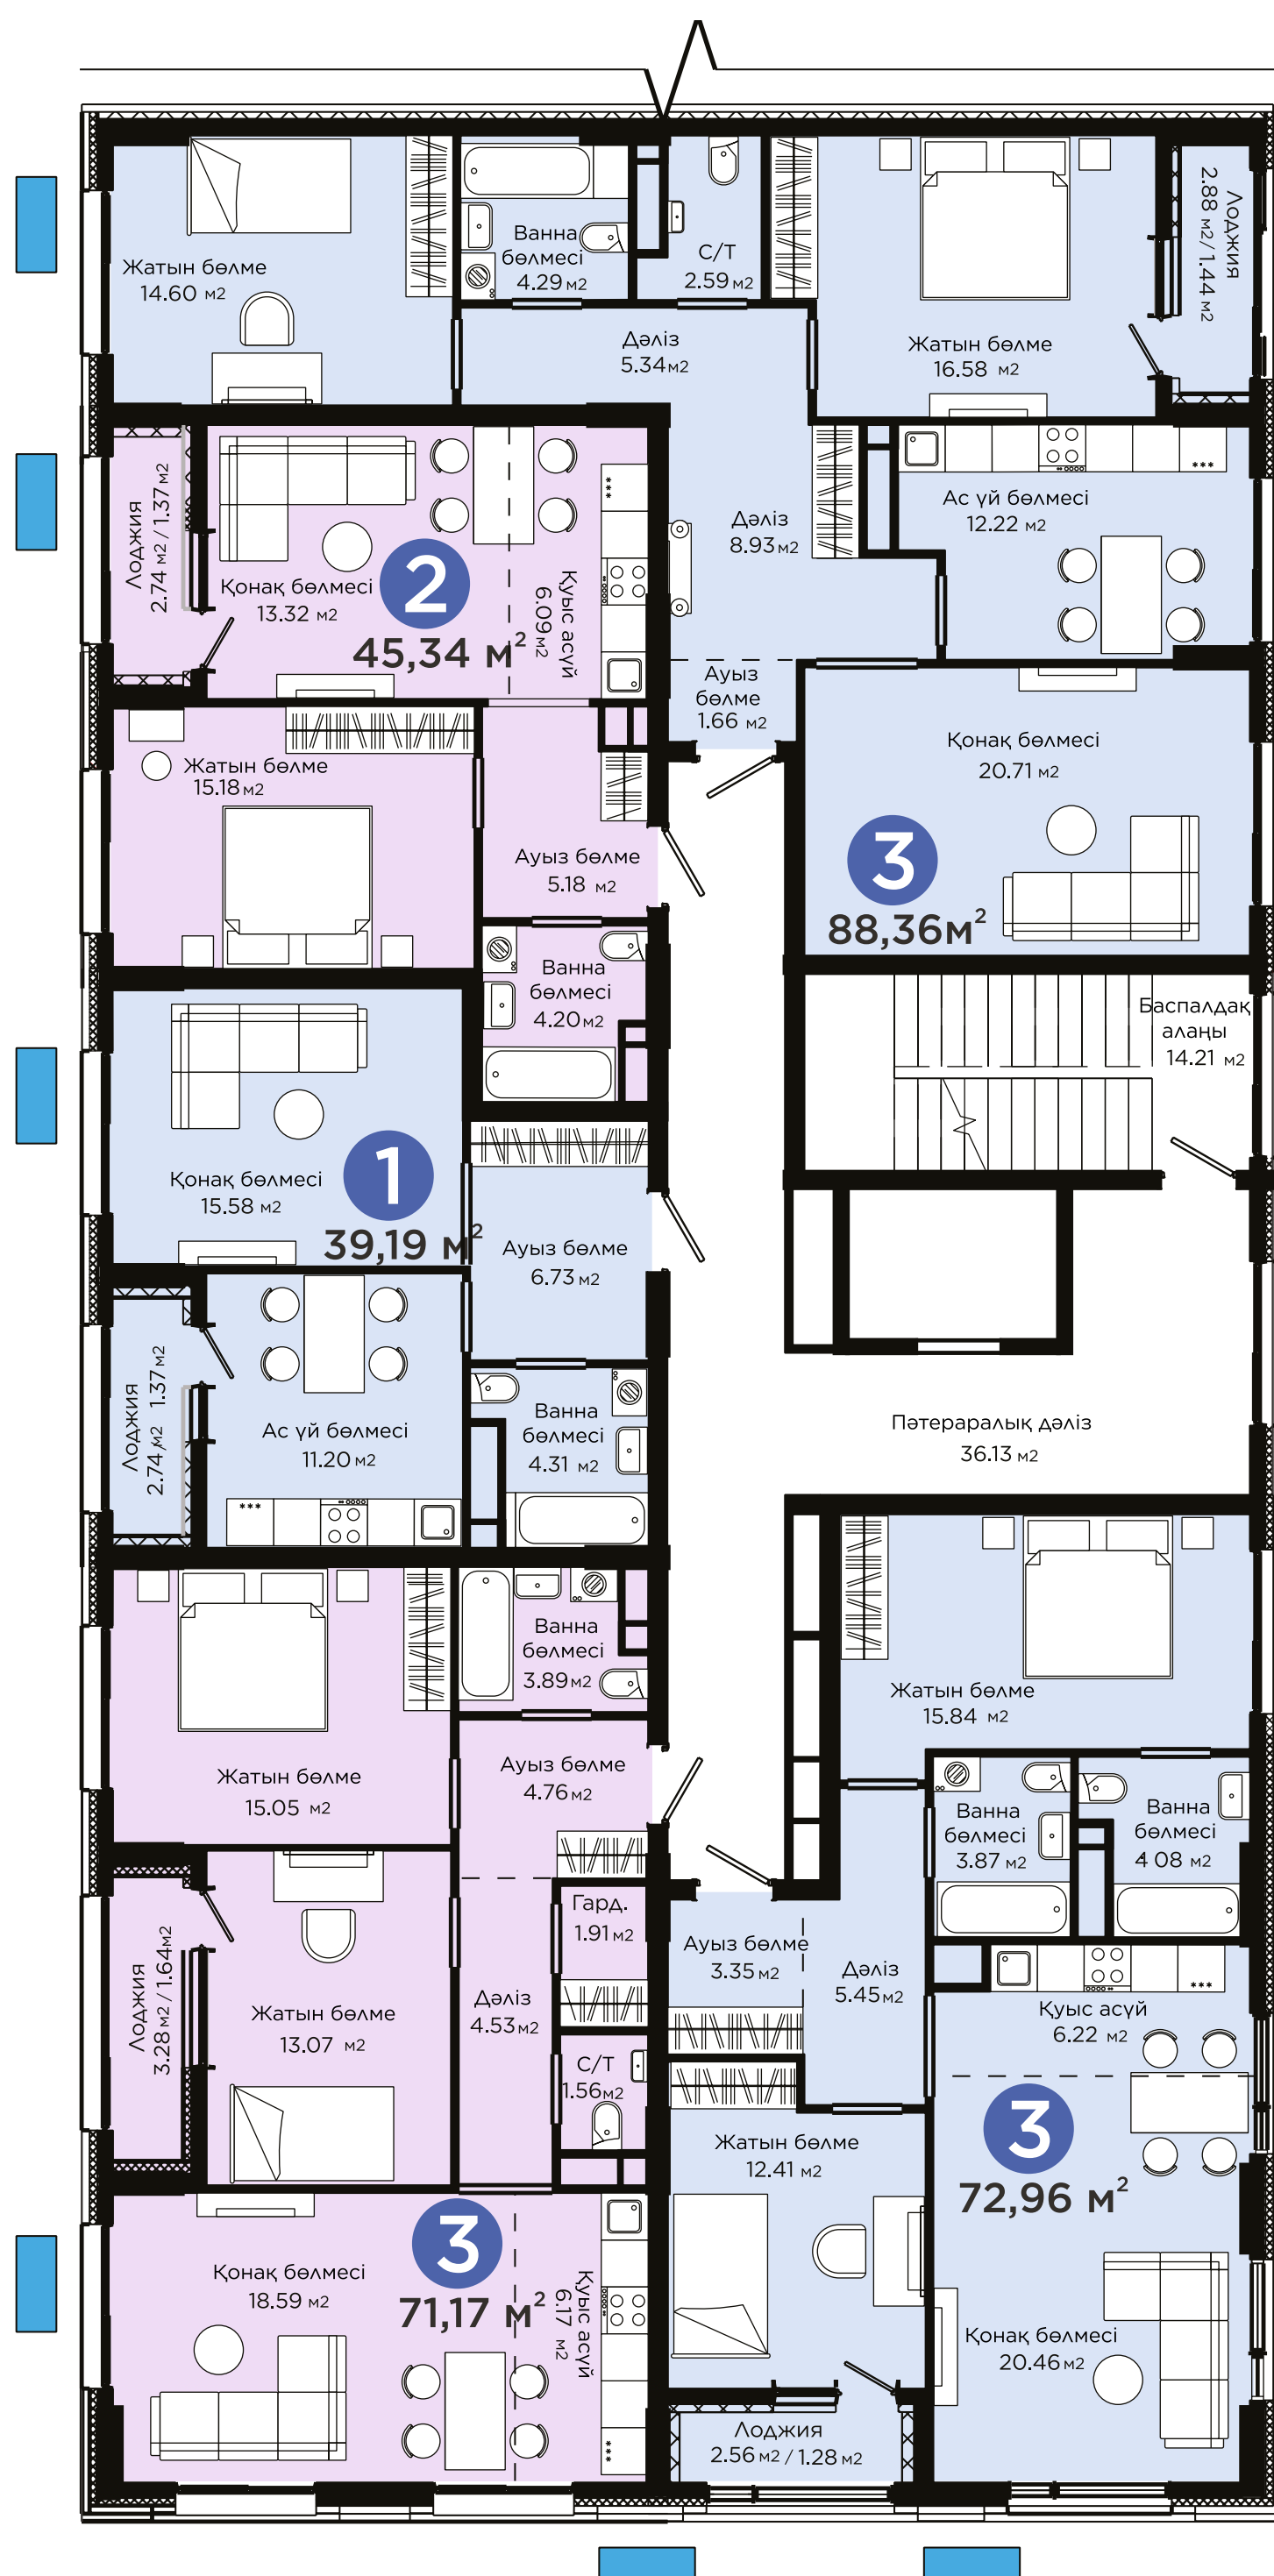 Жатын бөлме
14.60 м2
Ванна
бөлмесі
4.29 м2
С/Т
2.59 м2
Дәліз
5.34 м2
Жатын бөлме
16.58 м2
Лоджия
2.88 м2 / 1.44 м2
Лоджия
2.74 м2 / 1.37 м2
Қонақ бөлмесі
13.32 м2
2
45,34 м²
Қуыс асүй
6.09 м2
Дәліз
8.93 м2
Ас үй бөлмесі
12.22 м2
Ауыз
бөлме
1.66 м2
Жатын бөлме
15.18 м2
Ауыз бөлме
5.18 м2
Қонақ бөлмесі
20.71 м2
3
88,36м²
Ванна
бөлмесі
4.20 м2
Баспалдақ
алаңы
14.21 м2
Қонақ бөлмесі
15.58 м2
1
39,19 м²
Ауыз бөлме
6.73 м2
Лоджия
2.74 м2 / 1.37 м2
Ас үй бөлмесі
11.20 м2
Ванна
бөлмесі
4.31 м2
Пәтераралық дәліз
36.13 м2
Ванна
бөлмесі
3.89 м2
Жатын бөлме
15.05 м2
Ауыз бөлме
4.76 м2
Жатын бөлме
15.84 м2
Ванна
бөлмесі
3.87 м2
Ванна
бөлмесі
4 08 м2
Гард.
1.91 м2
Ауыз бөлме
3.35 м2
Дәліз
5.45 м2
Лоджия
3.28 м2 / 1.64 м2
Жатын бөлме
13.07 м2
Дәліз
4.53 м2
С/Т
1.56 м2
Қуыс асүй
6.22 м2
Жатын бөлме
12.41 м2
3
72,96 м²
Қонақ бөлмесі
18.59 м2
3
71,17 м²
Қуыс асүй
6.17 м2
Қонақ бөлмесі
20.46 м2
Лоджия
2.56 м2 / 1.28 м2